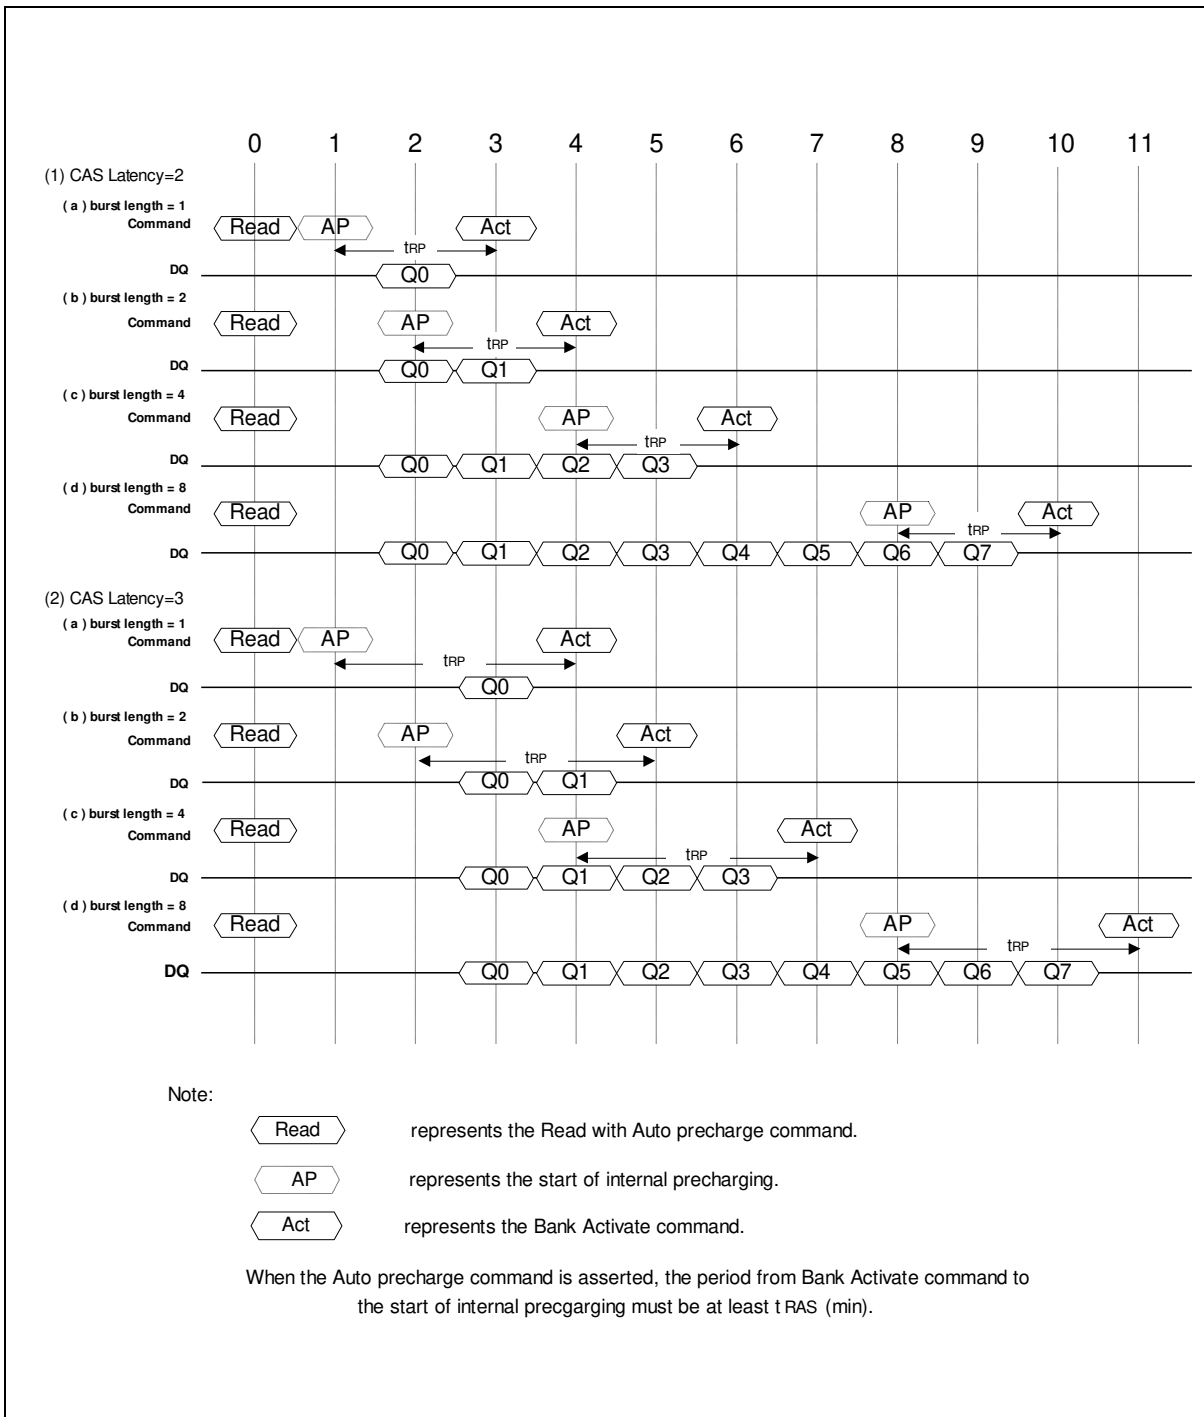 0 1 2 3 4 5 6 7 8 9 10 11
(1) CAS Latency=2
( a ) burst length = 1
Command Read AP Act
tRP
DQ Q0
( b ) burst length = 2
Command Read AP Act
tRP
DQ Q0 Q1
( c ) burst length = 4
Command Read AP Act
tRP
DQ Q0 Q1 Q2 Q3
( d ) burst length = 8
Command Read AP Act
tRP
DQ Q0 Q1 Q2 Q3 Q4 Q5 Q6 Q7
(2) CAS Latency=3
( a ) burst length = 1
Command Read AP Act
tRP
DQ Q0
( b ) burst length = 2
Command Read AP Act
tRP
DQ Q0 Q1
( c ) burst length = 4
Command Read AP Act
tRP
DQ Q0 Q1 Q2 Q3
( d ) burst length = 8
Command Read AP Act
tRP
DQ Q0 Q1 Q2 Q3 Q4 Q5 Q6 Q7
Note:
Read represents the Read with Auto precharge command.
AP represents the start of internal precharging.
Act represents the Bank Activate command.
When the Auto precharge command is asserted, the period from Bank Activate command to
the start of internal precgarging must be at least t RAS (min).